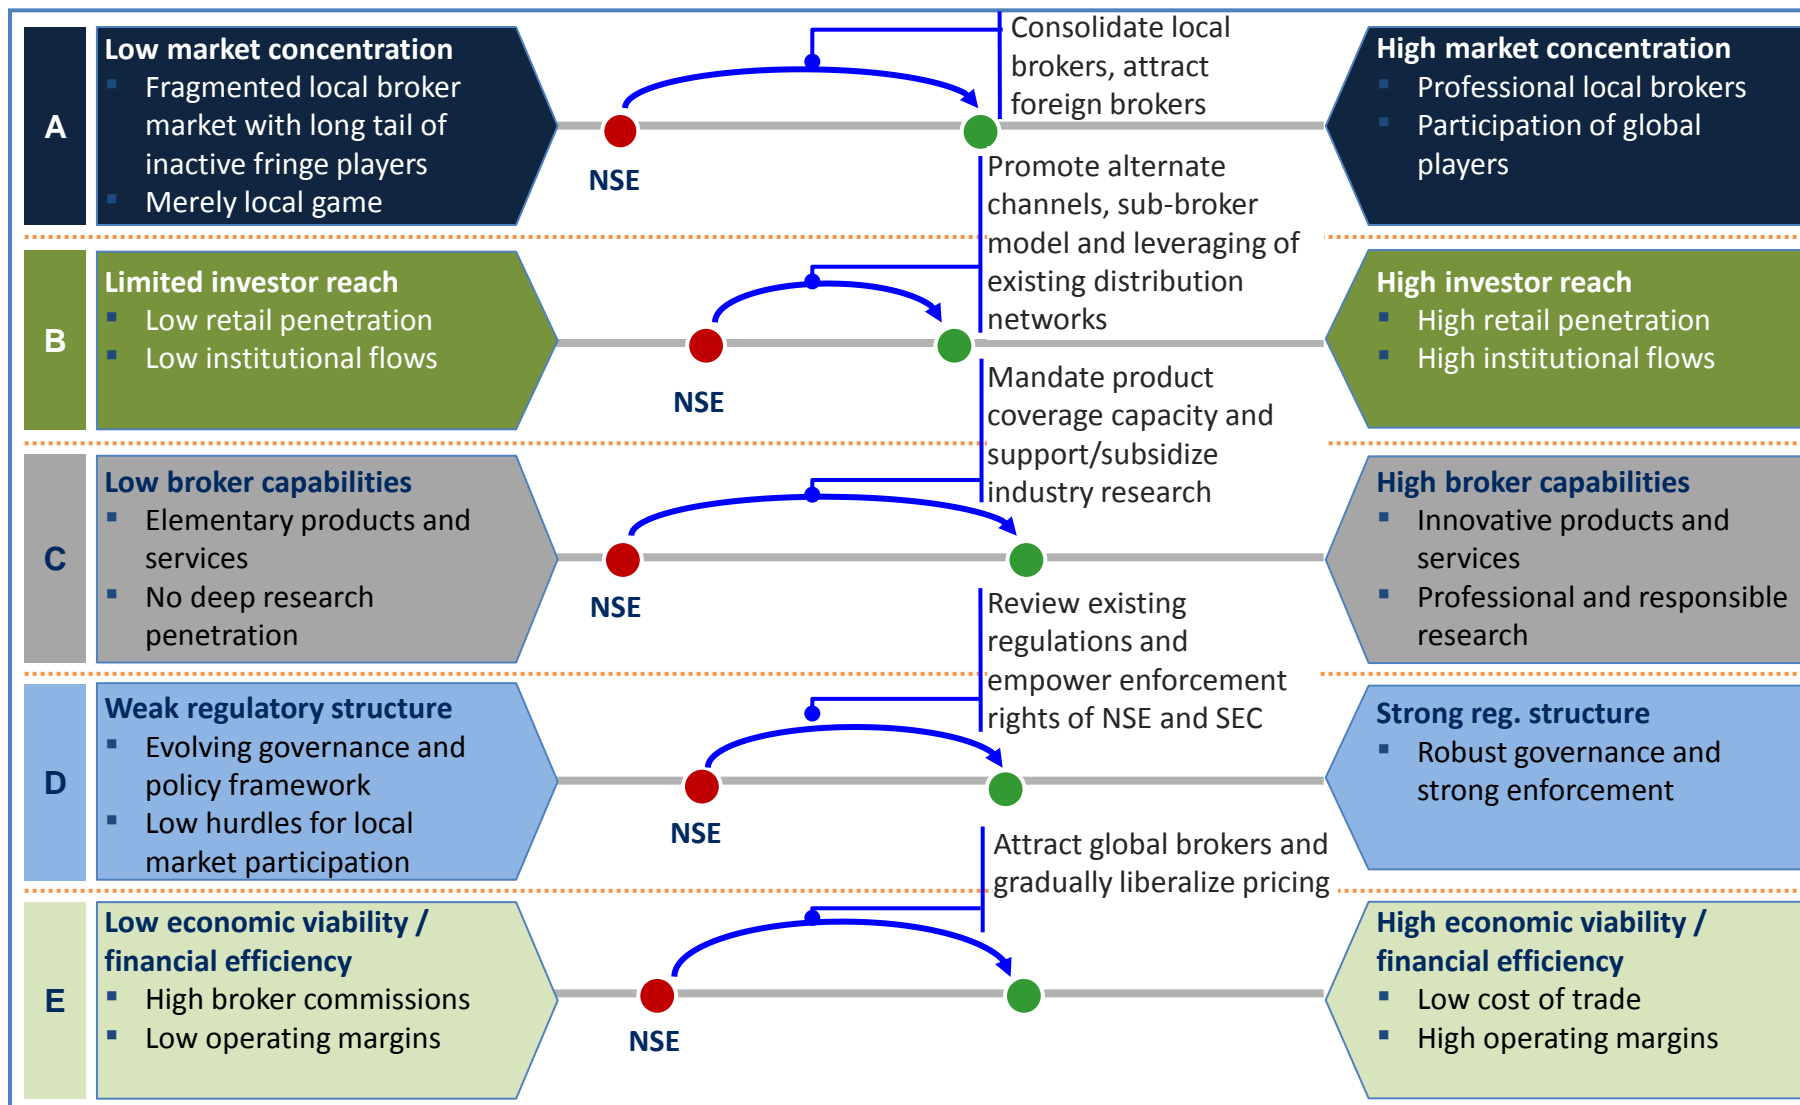 A
Low market concentration
▪ Fragmented local broker
market with long tail of
inactive fringe players
▪ Merely local game
NSE
Consolidate local
brokers, attract
foreign brokers
High market concentration
▪ Professional local brokers
▪ Participation of global
players
B
Limited investor reach
▪ Low retail penetration
▪ Low institutional flows
NSE
Promote alternate
channels, sub-broker
model and leveraging of
existing distribution
networks
High investor reach
▪ High retail penetration
▪ High institutional flows
C
Low broker capabilities
▪ Elementary products and
services
▪ No deep research
penetration
NSE
Mandate product
coverage capacity and
support/subsidize
industry research
High broker capabilities
▪ Innovative products and
services
▪ Professional and responsible
research
D
Weak regulatory structure
▪ Evolving governance and
policy framework
▪ Low hurdles for local
market participation
NSE
Review existing
regulations and
empower enforcement
rights of NSE and SEC
Strong reg. structure
▪ Robust governance and
strong enforcement
E
Low economic viability /
financial efficiency
▪ High broker commissions
▪ Low operating margins
NSE
Attract global brokers and
gradually liberalize pricing
High economic viability /
financial efficiency
▪ Low cost of trade
▪ High operating margins